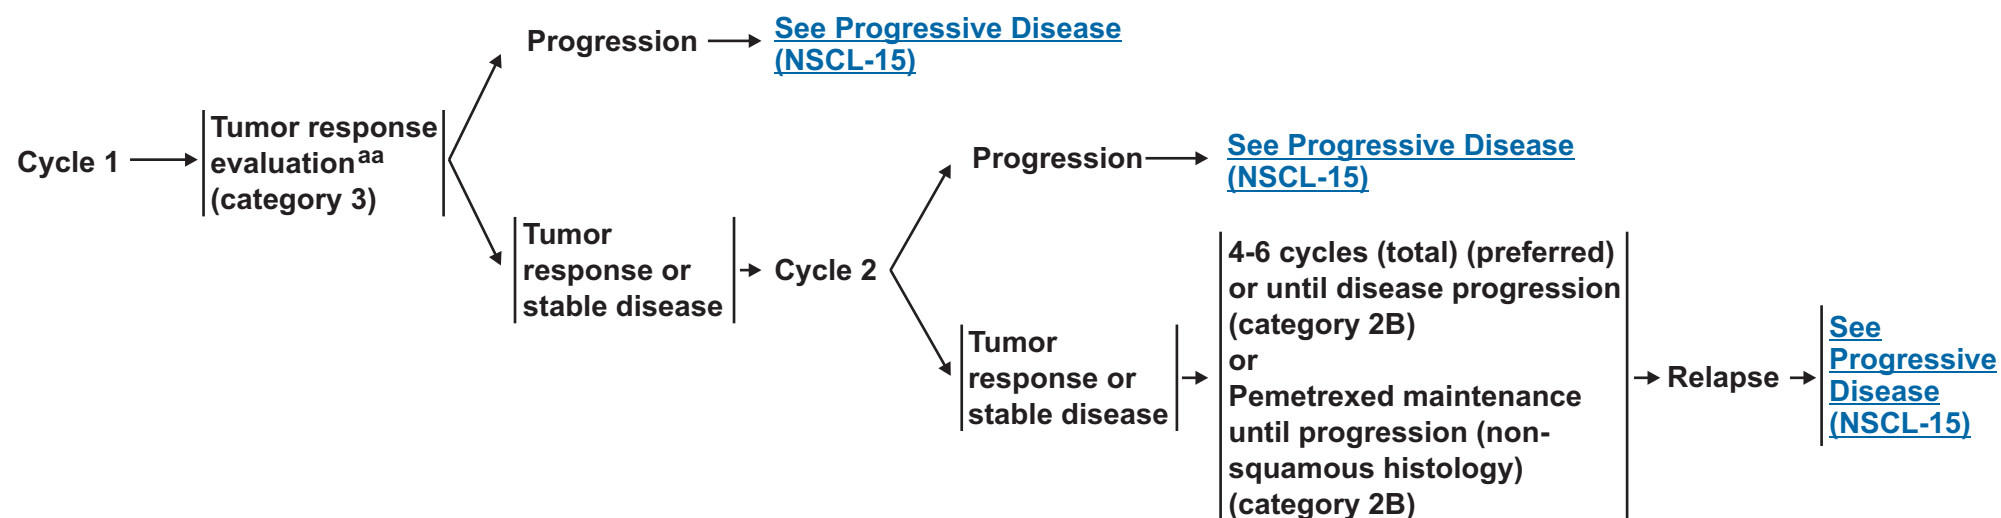 Progression
See Progressive Disease
(NSCL-15)
Cycle 1
Tumor response
evaluationaa
(category 3)
Progression
See Progressive Disease
(NSCL-15)
Tumor
response or
stable disease
Cycle 2
Tumor
response or
stable disease
4-6 cycles (total) (preferred)
or until disease progression
(category 2B)
or
Pemetrexed maintenance
until progression (non-
squamous histology)
(category 2B)
Relapse
See
Progressive
Disease
(NSCL-15)